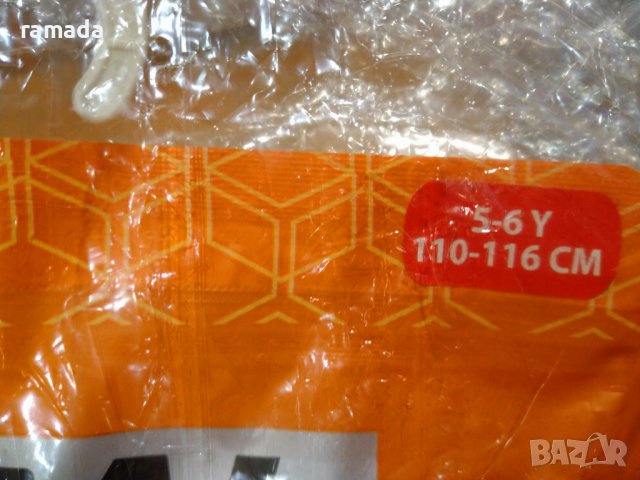 ramada
5-6 Y
110-116 CM
BAZAR